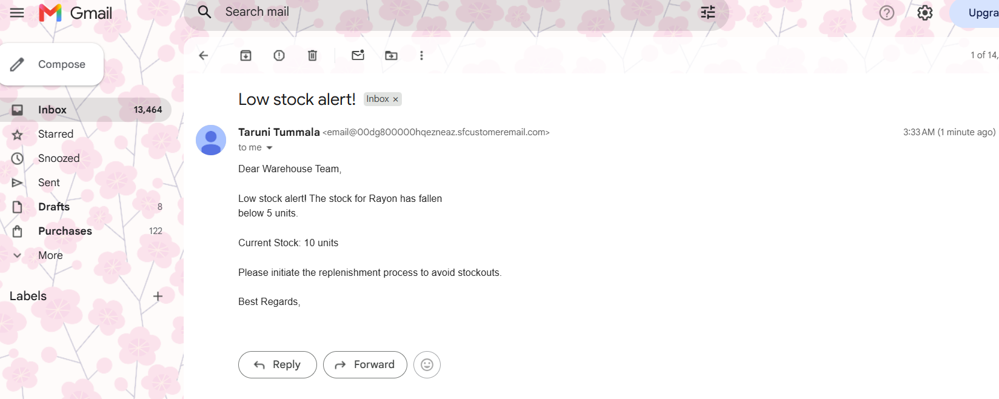 Gmail
Search mail
Upgra
Compose
1 of 14,
Inbox 13,464
Starred
Snoozed
Sent
Drafts 8
Purchases 122
More
Labels
Low stock alert! Inbox ×
Taruni Tummala <email@00dg800000hqezneaz.sfcustomeremail.com> 3:33 AM (1 minute ago)
to me
Dear Warehouse Team,
Low stock alert! The stock for Rayon has fallen
below 5 units.
Current Stock: 10 units
Please initiate the replenishment process to avoid stockouts.
Best Regards,
Reply Forward